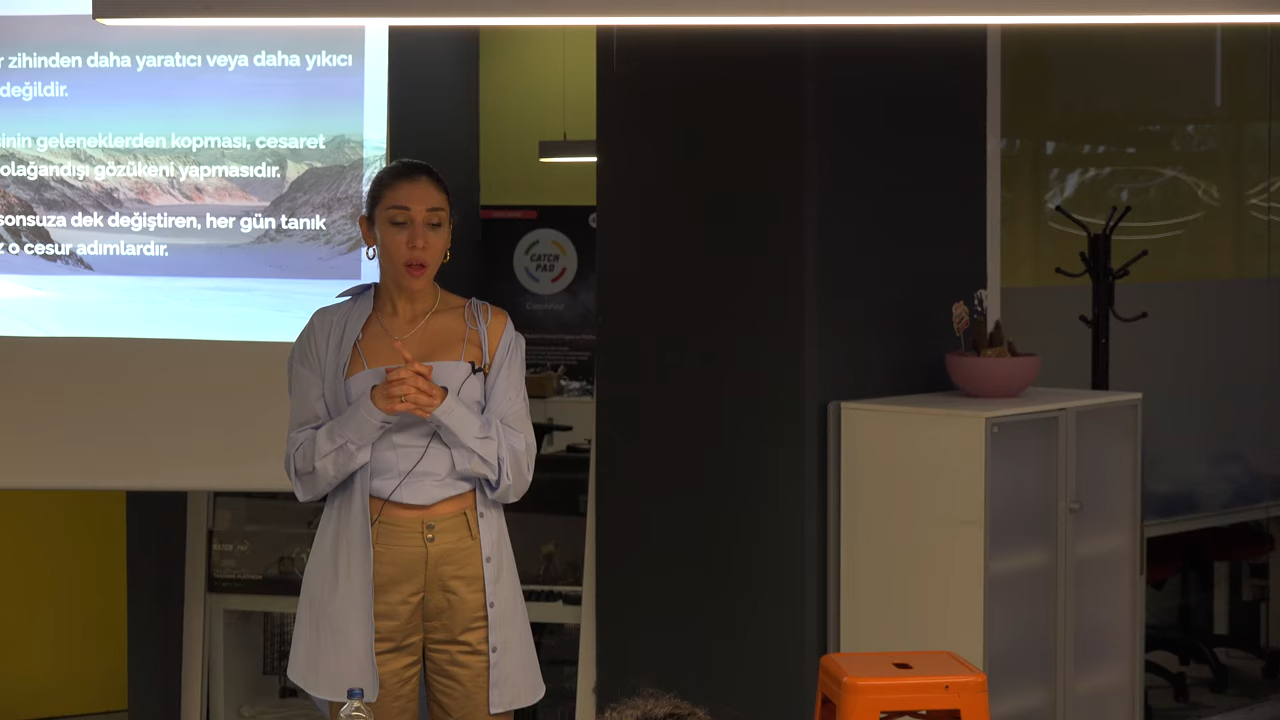 zihinden daha yaratıcı veya daha yıkıcı
değildir.
geleneklerden kopması, cesaret
olağandışı gözükeni yapmasıdır.
sonsuza dek değiştiren, her gün tanık
o cesur adımlardır.
CATCH
PAD
CatchPad